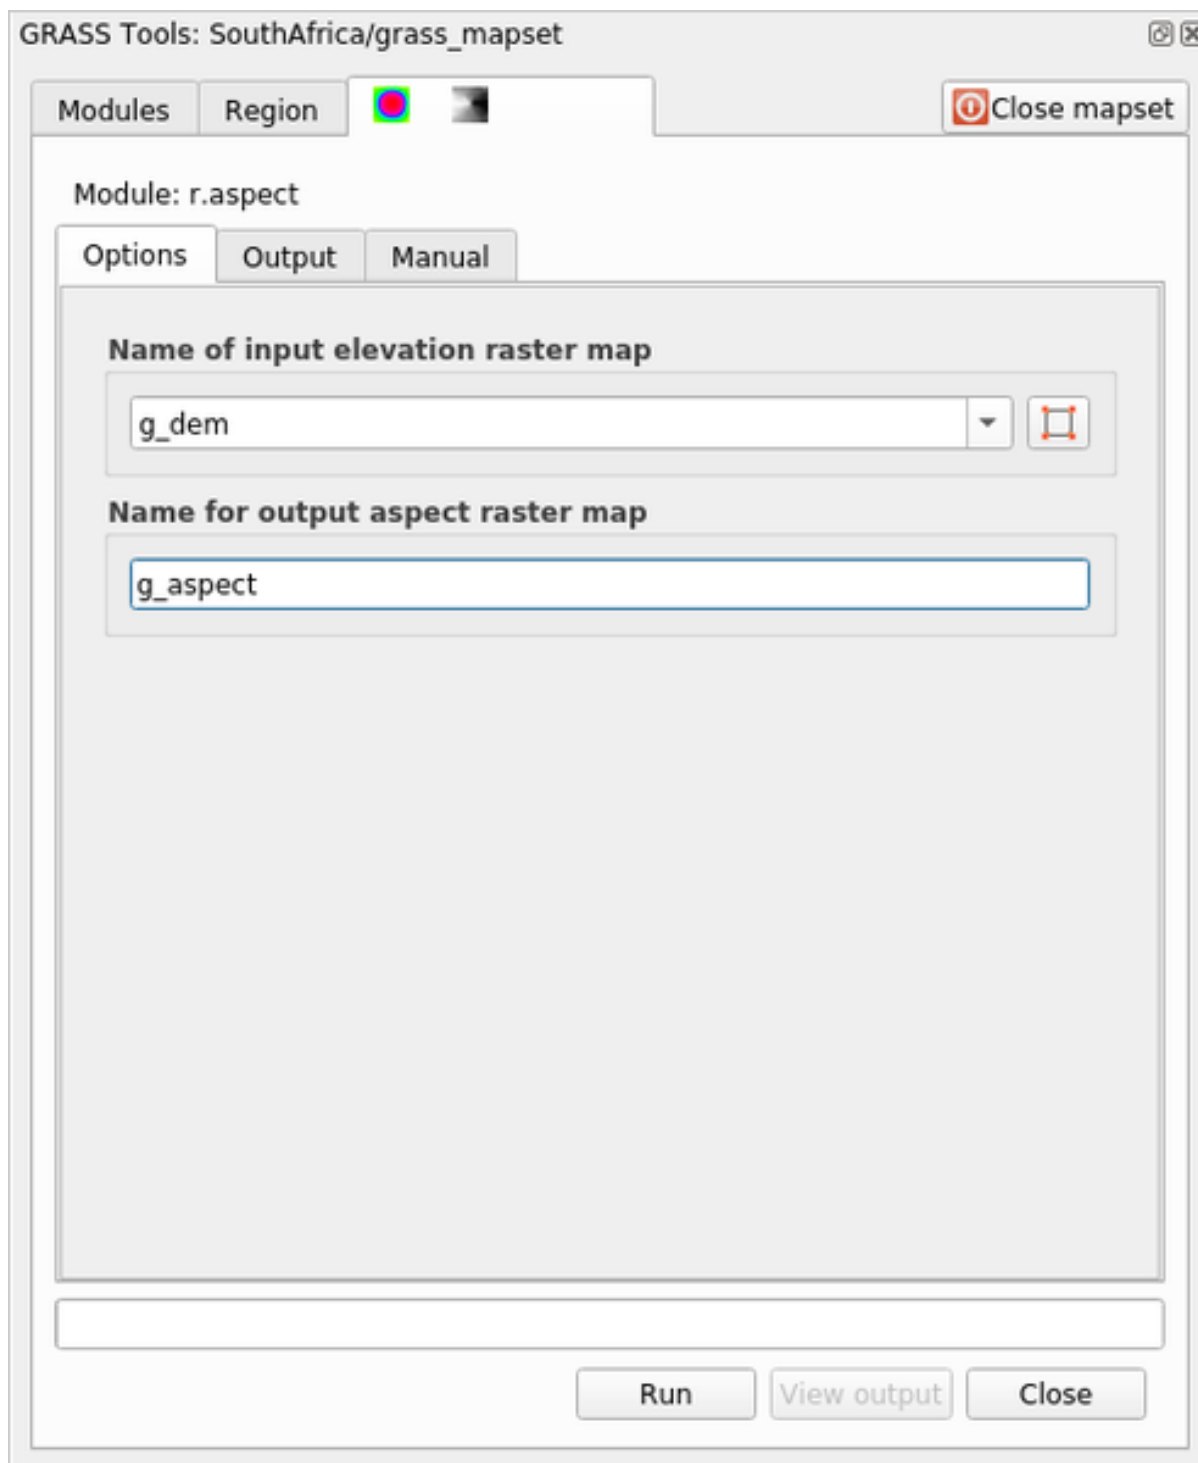 GRASS Tools: SouthAfrica/grass_mapset
Modules Region Close mapset
Module: r.aspect
Options Output Manual
Name of input elevation raster map
g_dem
Name for output aspect raster map
g_aspect
Run View output Close